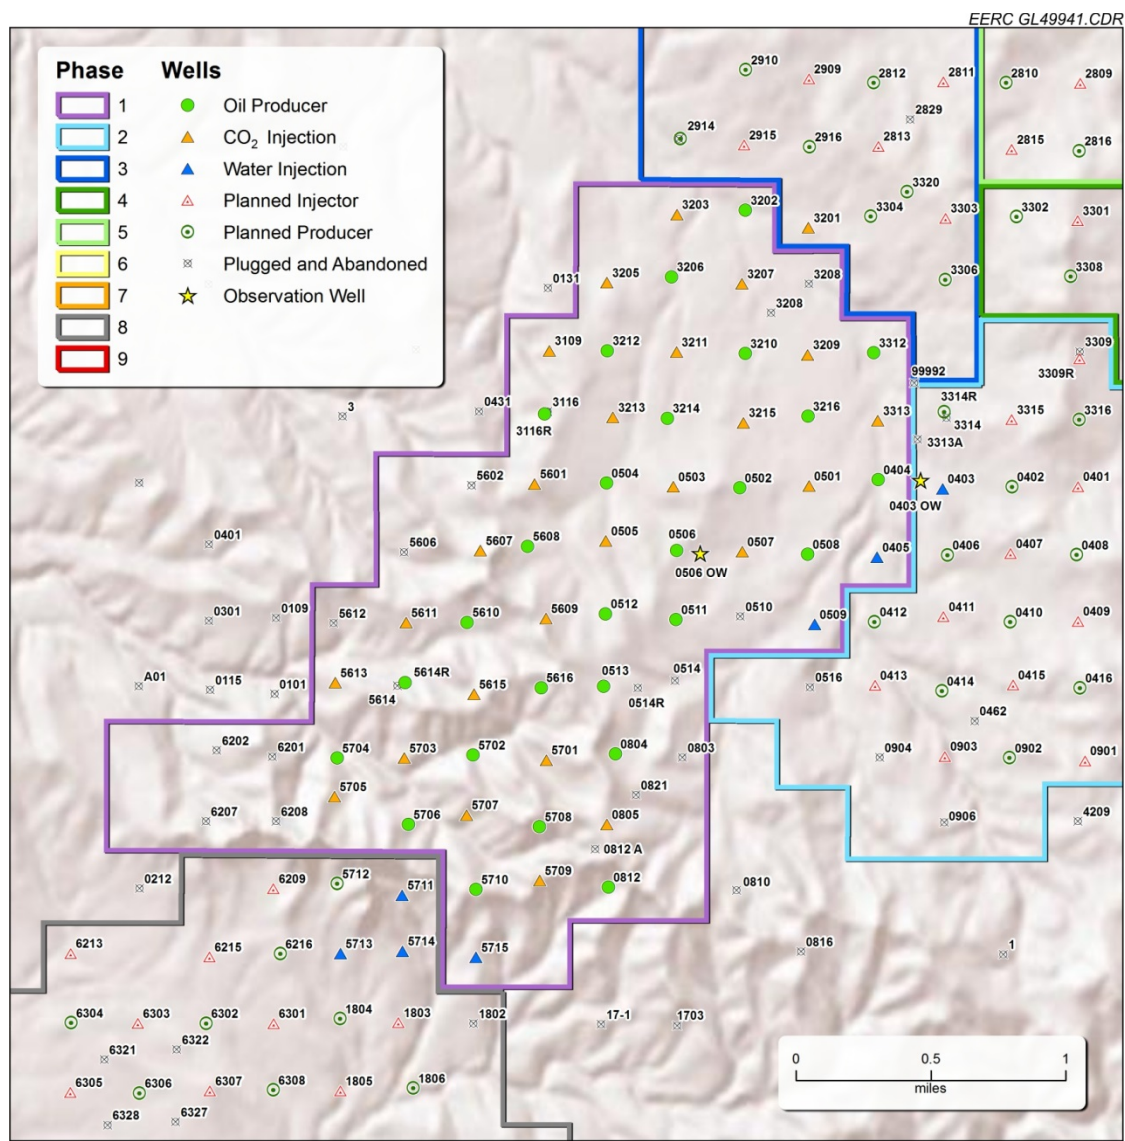 EERC GL49941.CDR
Phase Wells
1 Oil Producer
2 CO₂ Injection
3 Water Injection
4 Planned Injector
5 Planned Producer
6 Plugged and Abandoned
7 Observation Well
8
9
2910 2909 2812 2811 2810 2809
2829
2914 2915 2916 2813 2815 2816
3320
3203 3202 3201 3304 3303 3302 3301
0131 3205 3206 3207 3208 3306 3308
3208
3109 3212 3211 3210 3209 3312 3309
99992 3309R
3 0431 3116 3213 3214 3215 3216 3313 3314R 3315 3316
3116R 3314
3313A
5602 5601 0504 0503 0502 0501 0404 0403 0402 0401
0403 OW
0401 5606 5607 5608 0505 0506 0507 0508 0405 0406 0407 0408
0506 OW
0301 0109 5612 5611 5610 5609 0512 0511 0510 0509 0412 0411 0410 0409
A01 0115 0101 5613 5614R 5615 5616 0513 0514 0516 0413 0414 0415 0416
5614 0514R
0462
6202 6201 5704 5703 5702 5701 0804 0803 0904 0903 0902 0901
5705 0821
6207 6208 5706 5707 5708 0805 0906 4209
0812 A
0212 6209 5712 5711 5710 5709 0812 0810
6213 6215 6216 5713 5714 5715 0816 1
6304 6303 6302 6301 1804 1803 1802 17-1 1703
6321 6322
6305 6306 6307 6308 1805 1806
6328 6327
0 0.5 1
miles